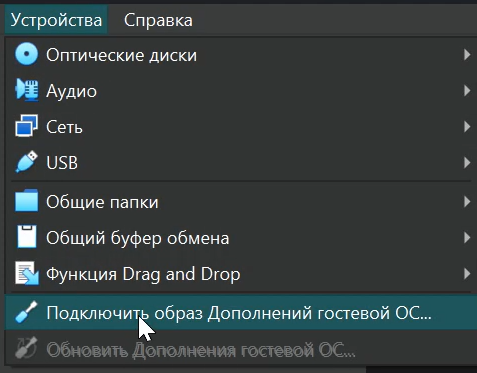 Устройства Справка
Оптические диски
Аудио
Сеть
USB
Общие папки
Общий буфер обмена
Функция Drag and Drop
Подключить образ Дополнений гостевой ОС...
Обновить Дополнения гостевой ОС...